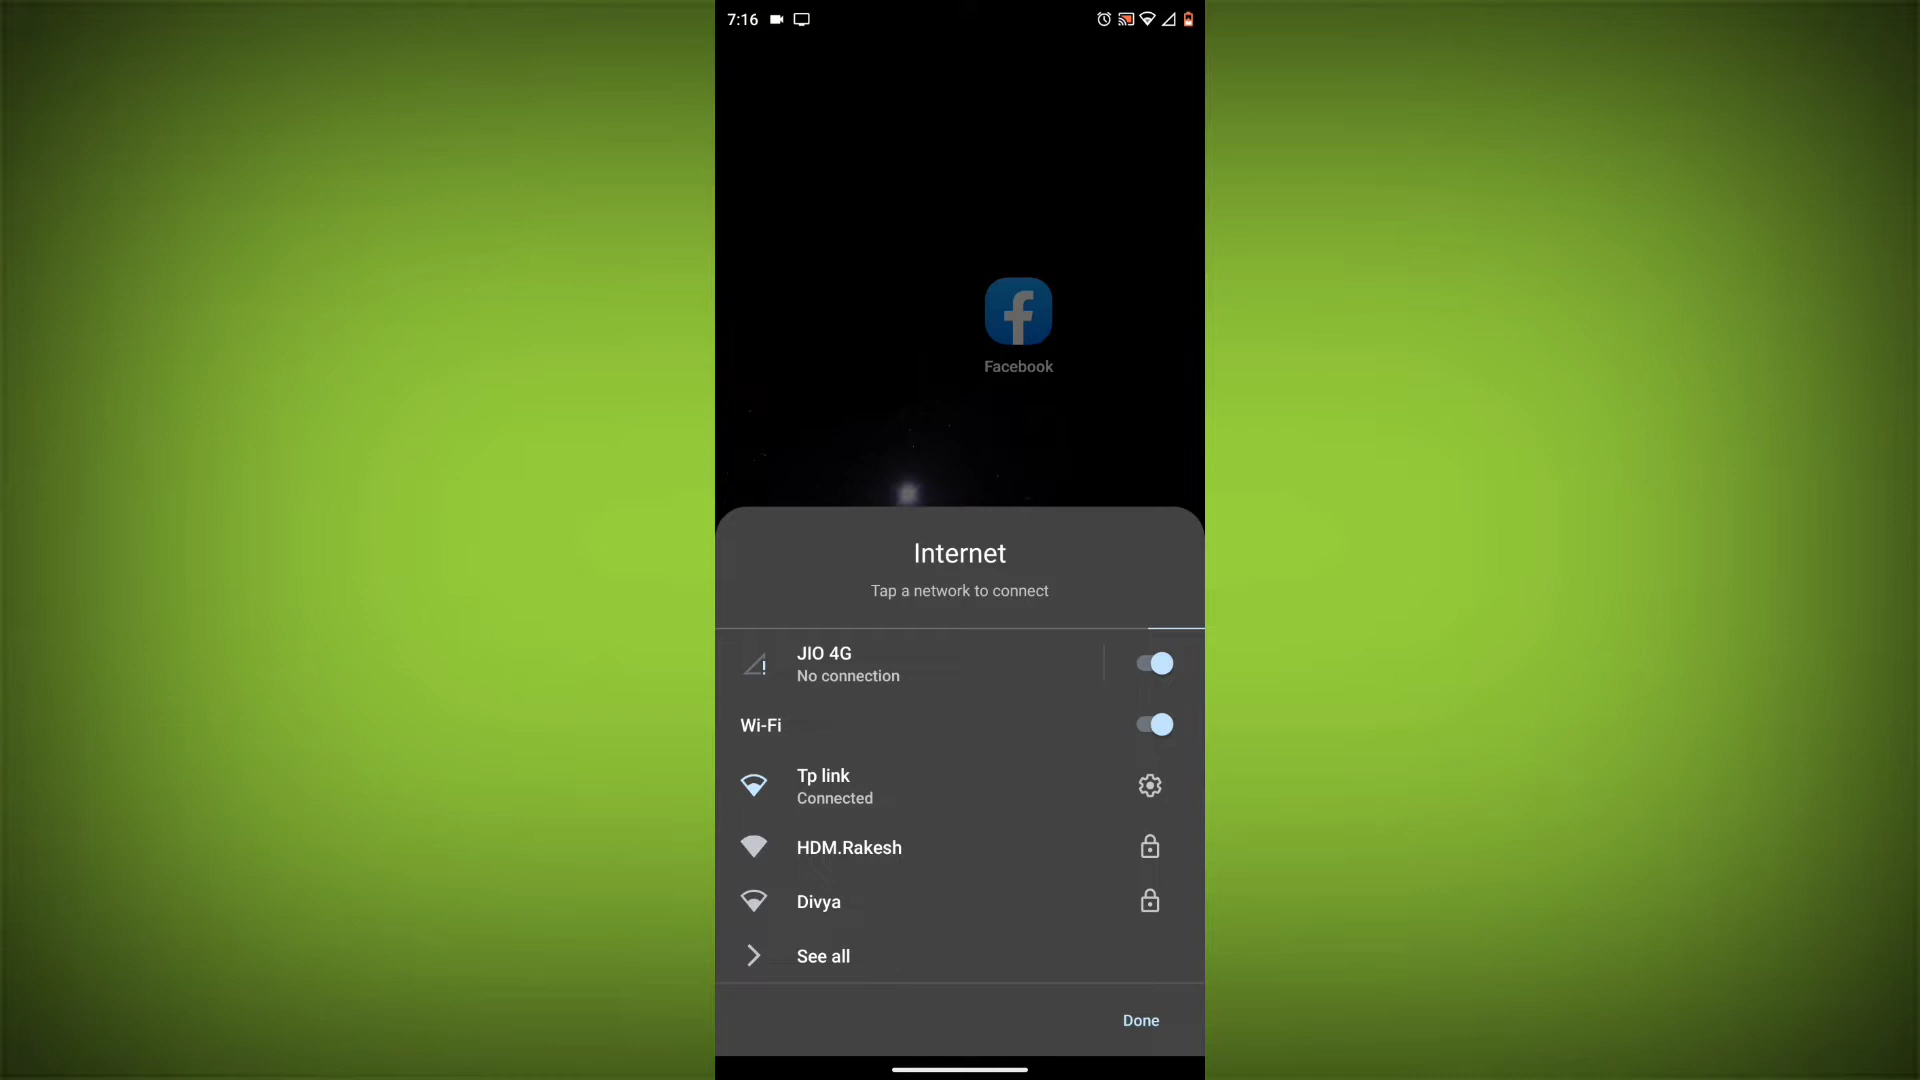 7:16
Facebook
Internet
Tap a network to connect
JIO 4G
No connection
Wi-Fi
Tp link
Connected
HDM.Rakesh
Divya
See all
Done